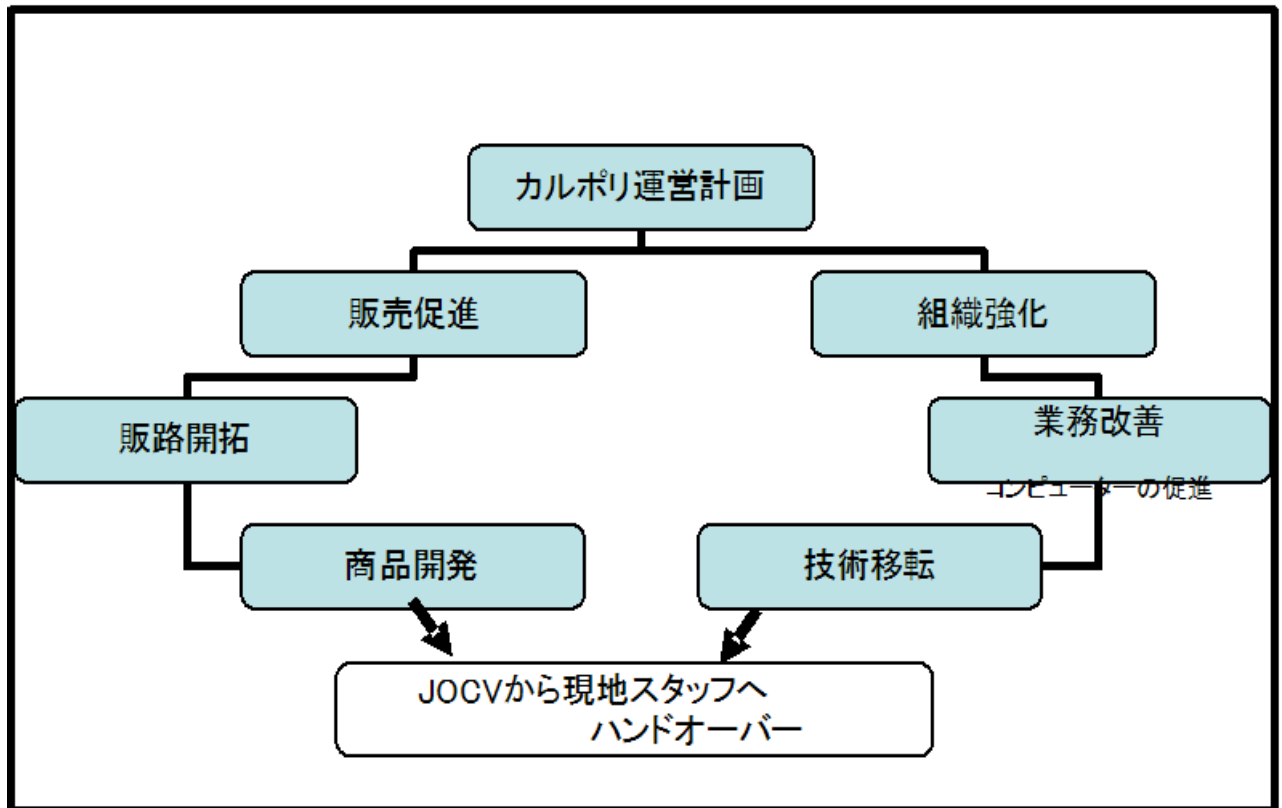 カルポリ運営計画
販売促進
組織強化
販路開拓
業務改善
コンピューターの促進
商品開発
技術移転
JOCVから現地スタッフへ
ハンドオーバー